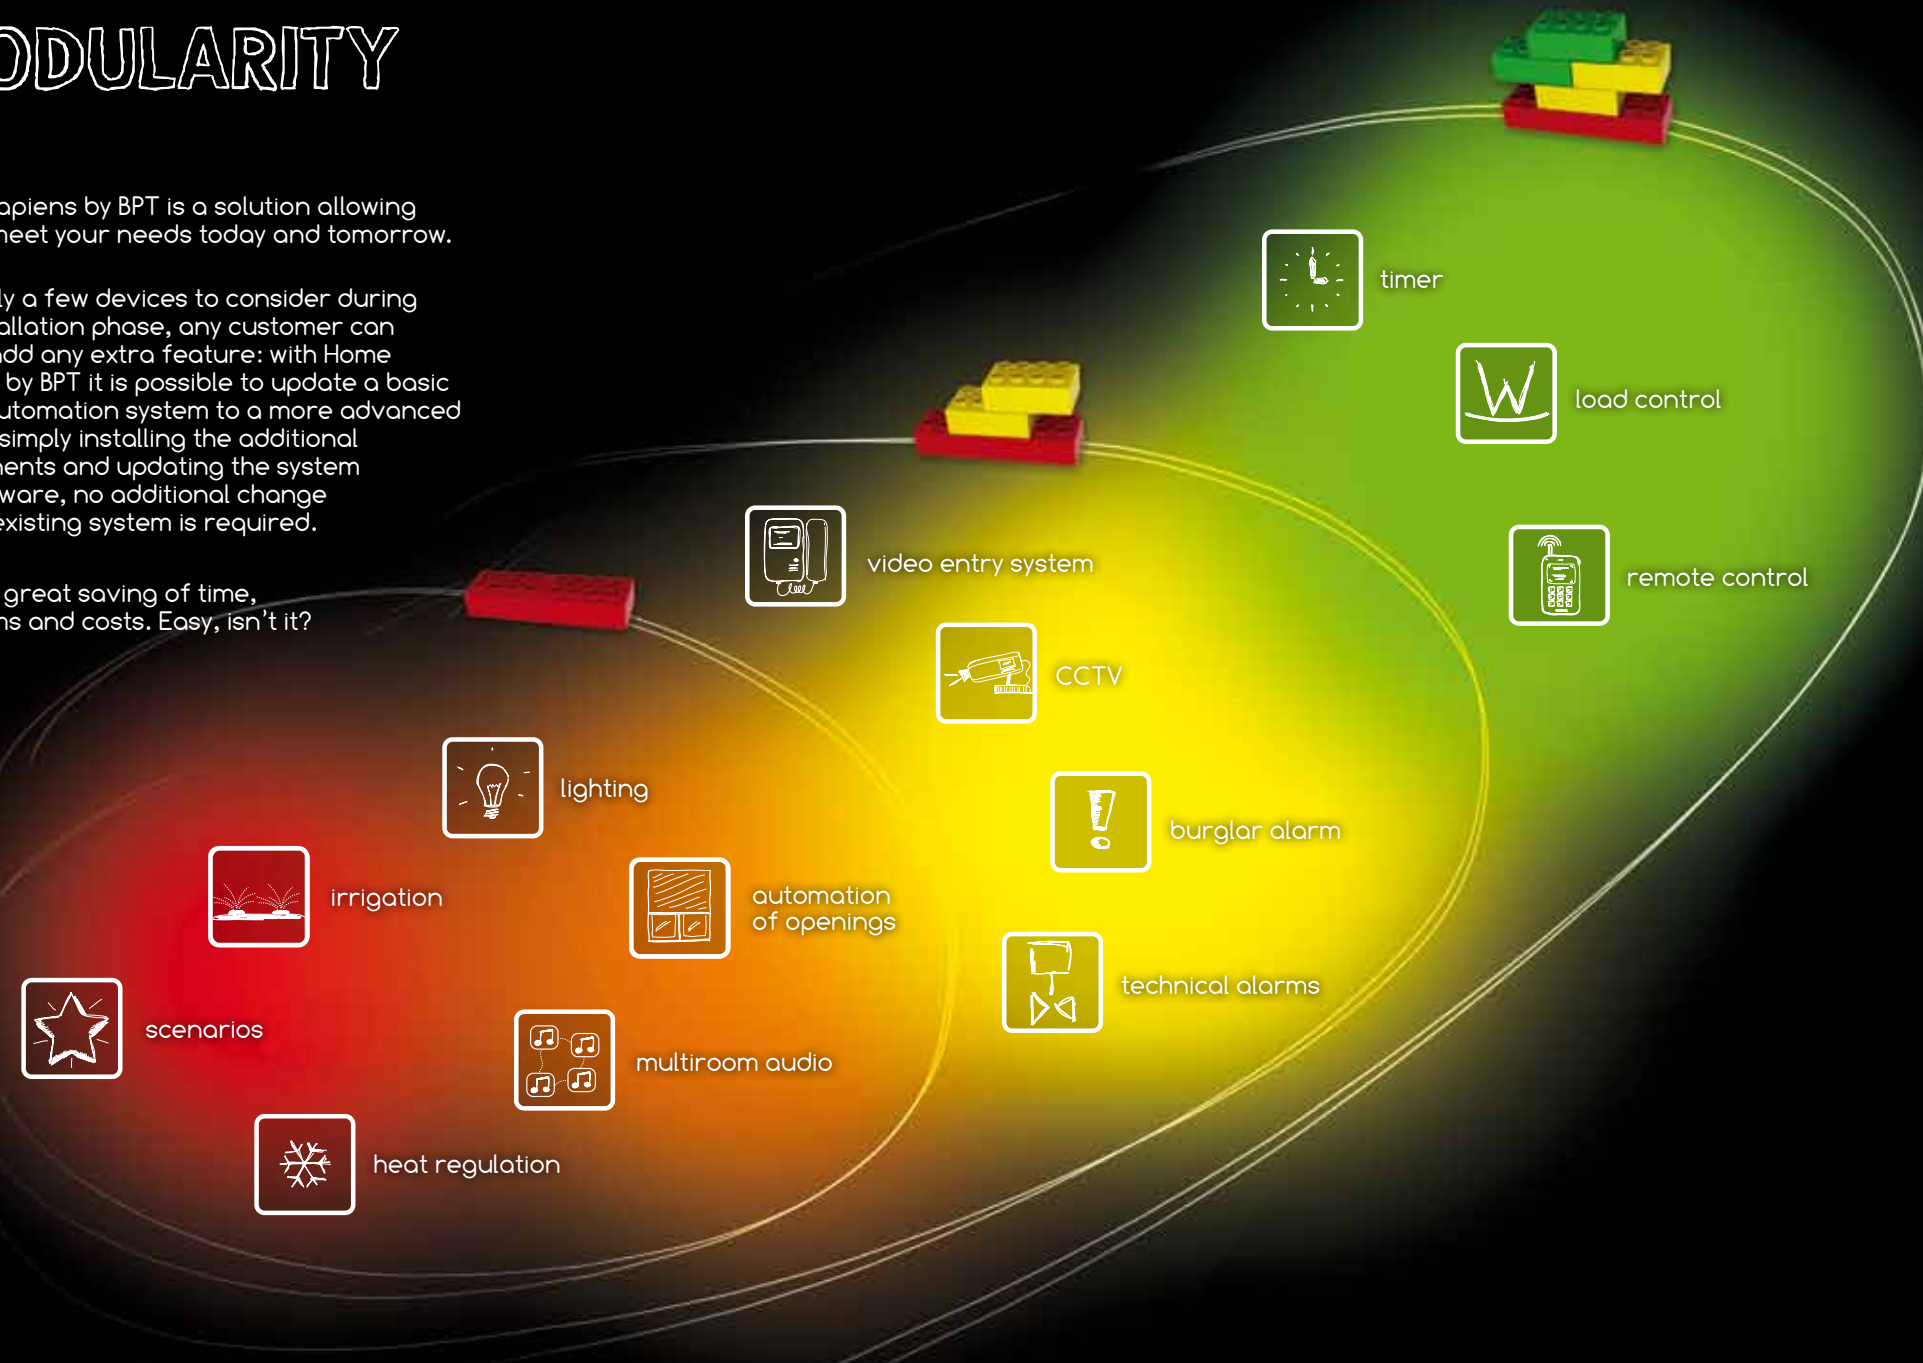 ODULARITY
apiens by BPT is a solution allowing
neet your needs today and tomorrow.
ly a few devices to consider during
allation phase, any customer can
add any extra feature: with Home
by BPT it is possible to update a basic
utomation system to a more advanced
simply installing the additional
nents and updating the system
ware, no additional change
existing system is required.
great saving of time,
ns and costs. Easy, isn't it?
timer
load control
W
remote control
video entry system
CCTV
lighting
burglar alarm
irrigation
automation
of openings
technical alarms
scenarios
multiroom audio
heat regulation